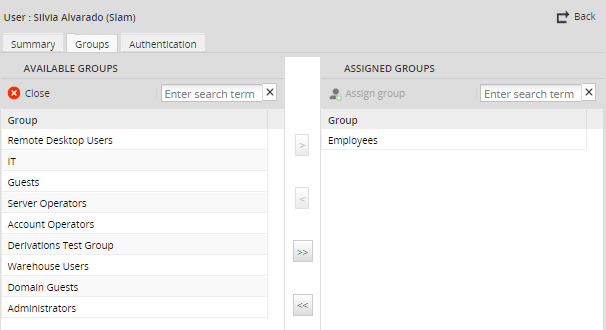 User : Silvia Alvarado (Slam)
Back
Summary Groups Authentication
AVAILABLE GROUPS
Close
Enter search term
Group
Remote Desktop Users
IT
Guests
Server Operators
Account Operators
Derivations Test Group
Warehouse Users
Domain Guests
Administrators
>
<
>>
<<
ASSIGNED GROUPS
Assign group
Enter search term
Group
Employees